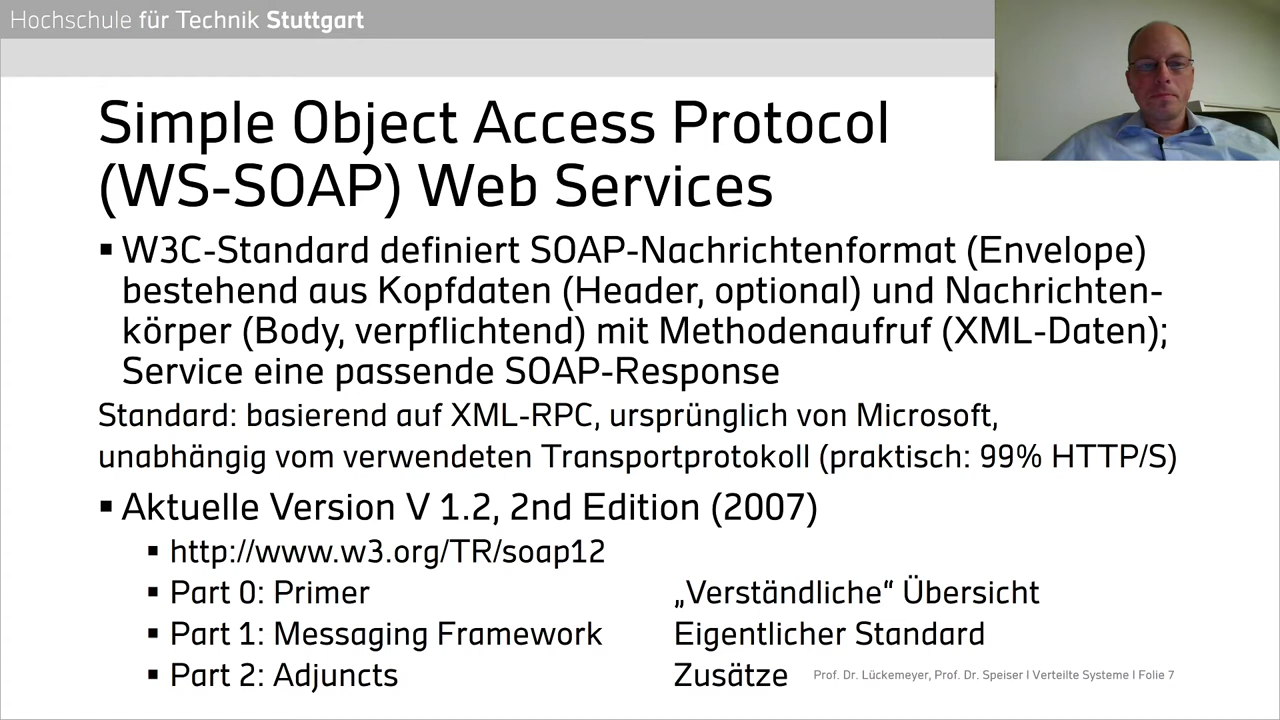 Hochschule für Technik Stuttgart
Simple Object Access Protocol
(WS-SOAP) Web Services
▪ W3C-Standard definiert SOAP-Nachrichtenformat (Envelope)
bestehend aus Kopfdaten (Header, optional) und Nachrichten-
körper (Body, verpflichtend) mit Methodenaufruf (XML-Daten);
Service eine passende SOAP-Response
Standard: basierend auf XML-RPC, ursprünglich von Microsoft,
unabhängig vom verwendeten Transportprotokoll (praktisch: 99% HTTP/S)
▪ Aktuelle Version V 1.2, 2nd Edition (2007)
▪ http://www.w3.org/TR/soap12
▪ Part 0: Primer „Verständliche“ Übersicht
▪ Part 1: Messaging Framework Eigentlicher Standard
▪ Part 2: Adjuncts Zusätze
Prof. Dr. Lückemeyer, Prof. Dr. Speiser I Verteilte Systeme I Folie 7